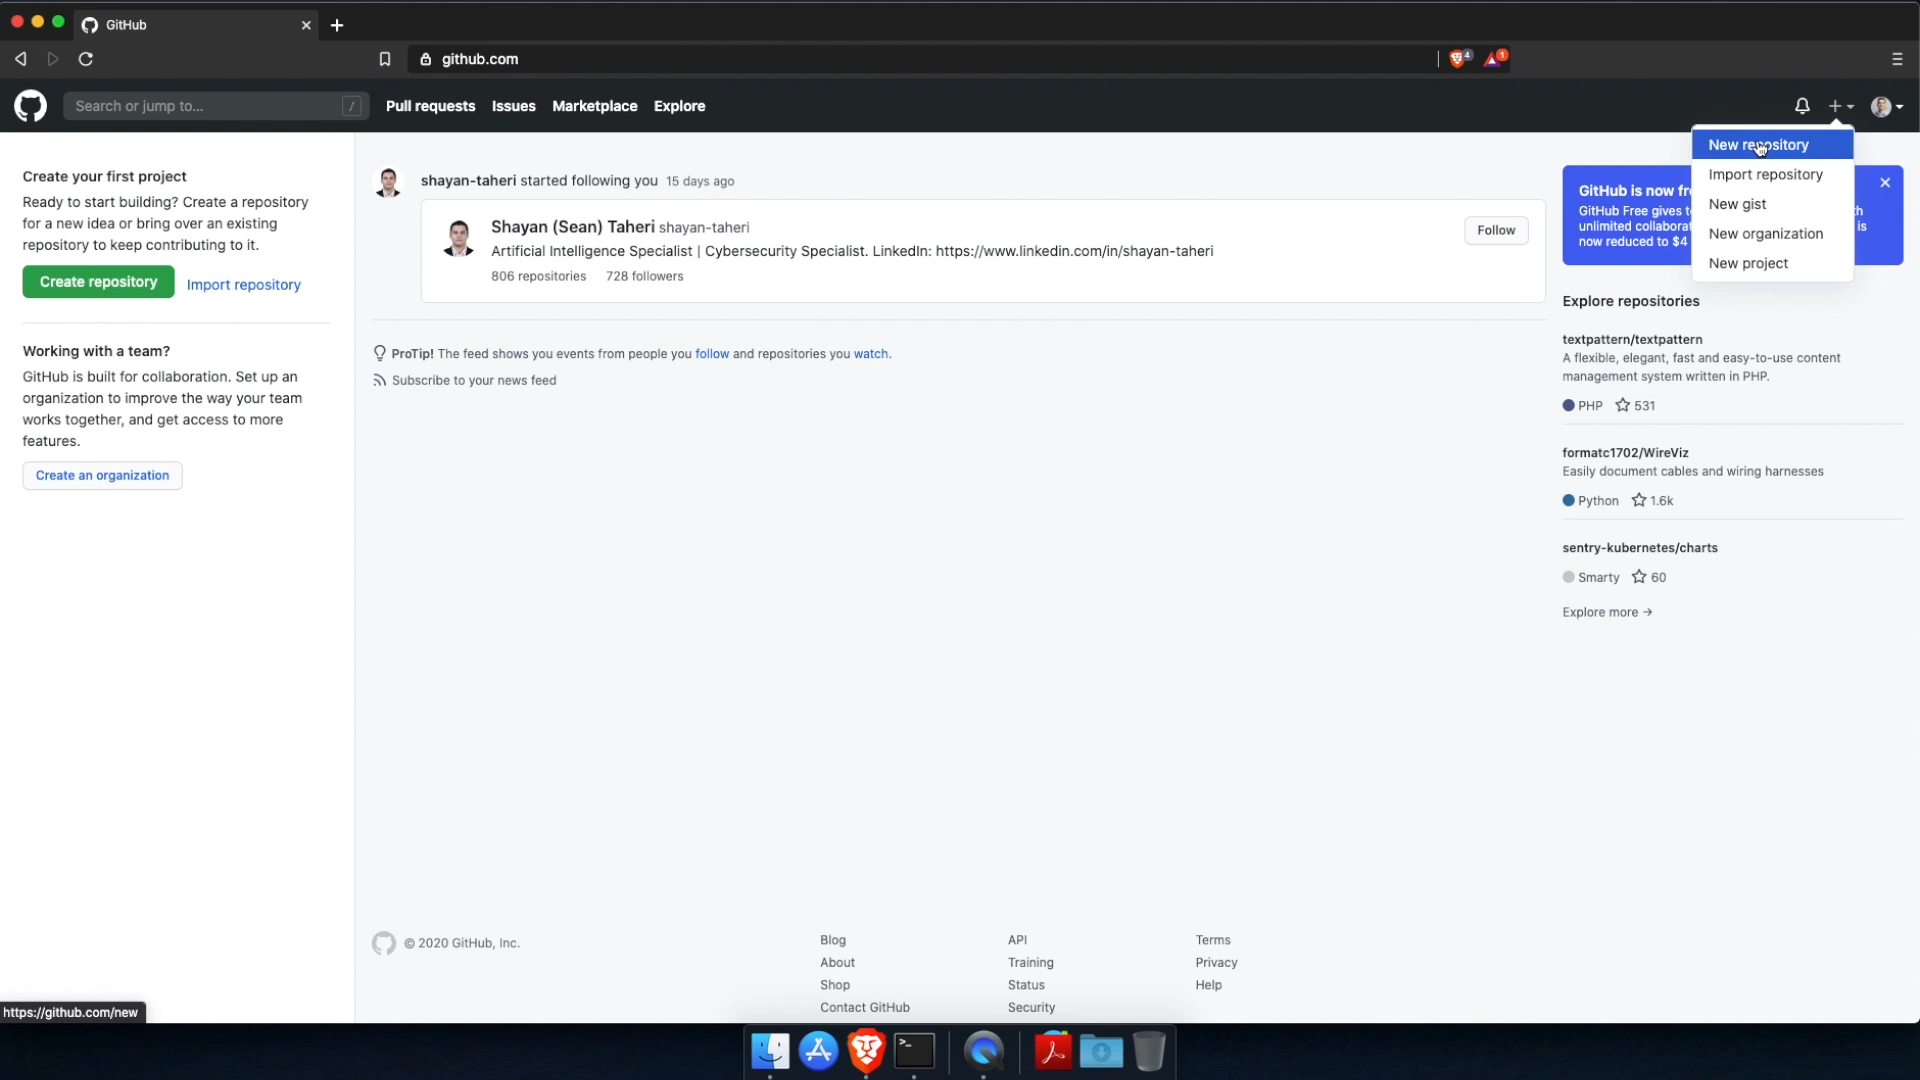 GitHub
github.com
4
1
Search or jump to...
/
Pull requests
Issues
Marketplace
Explore
New repository
Import repository
New gist
New organization
New project
Create your first project
Ready to start building? Create a repository
for a new idea or bring over an existing
repository to keep contributing to it.
Create repository
Import repository
Working with a team?
GitHub is built for collaboration. Set up an
organization to improve the way your team
works together, and get access to more
features.
Create an organization
shayan-taheri started following you 15 days ago
Shayan (Sean) Taheri shayan-taheri
Artificial Intelligence Specialist | Cybersecurity Specialist. LinkedIn: https://www.linkedin.com/in/shayan-taheri
806 repositories 728 followers
Follow
ProTip! The feed shows you events from people you follow and repositories you watch.
Subscribe to your news feed
GitHub is now
GitHub Free gives
unlimited
is
now reduced to $4
Explore repositories
textpattern/textpattern
A flexible, elegant, fast and easy-to-use content
management system written in PHP.
PHP 531
formatc1702/WireViz
Easily document cables and wiring harnesses
Python 1.6k
sentry-kubernetes/charts
Smarty 60
Explore more →
© 2020 GitHub, Inc.
Blog
About
Shop
Contact GitHub
API
Training
Status
Security
Terms
Privacy
Help
https://github.com/new
>_